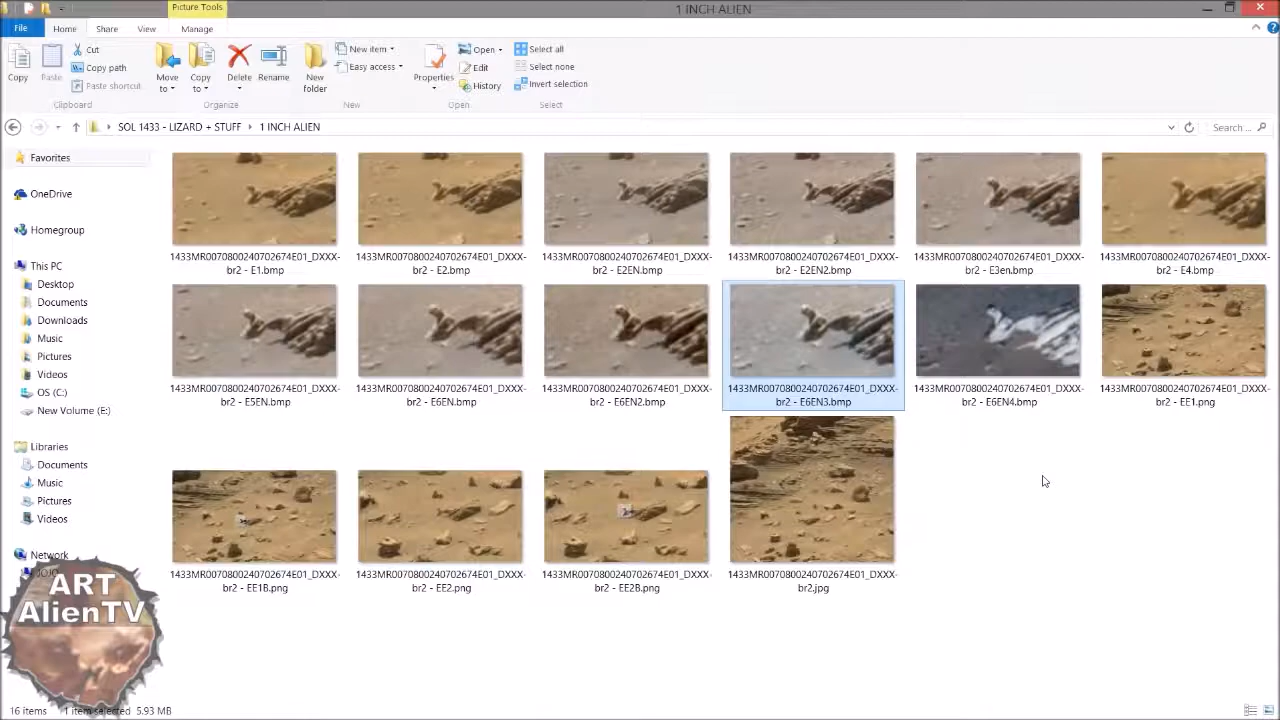 Picture Tools
1 INCH ALIEN
File
Home
Share
View
Manage
Copy
Paste
Cut
Copy path
Paste shortcut
Move to
Copy to
Delete
Rename
New folder
New item
Easy access
Properties
Open
Edit
History
Select all
Select none
Invert selection
Clipboard
Organize
New
Open
Select
SOL 1433 - LIZARD + STUFF
1 INCH ALIEN
Search ...
Favorites
OneDrive
Homegroup
This PC
Desktop
Documents
Downloads
Music
Pictures
Videos
OS (C:)
New Volume (E:)
Libraries
Documents
Music
Pictures
Videos
Network
1433MR0070800240702674E01_DXXX-
br2 - E1.bmp
1433MR0070800240702674E01_DXXX-
br2 - E2.bmp
1433MR0070800240702674E01_DXXX-
br2 - E2EN.bmp
1433MR0070800240702674E01_DXXX-
br2 - E2EN2.bmp
1433MR0070800240702674E01_DXXX-
br2 - E3en.bmp
1433MR0070800240702674E01_DXXX-
br2 - E4.bmp
1433MR0070800240702674E01_DXXX-
br2 - E5EN.bmp
1433MR0070800240702674E01_DXXX-
br2 - E6EN.bmp
1433MR0070800240702674E01_DXXX-
br2 - E6EN2.bmp
1433MR0070800240702674E01_DXXX-
br2 - E6EN3.bmp
1433MR0070800240702674E01_DXXX-
br2 - E6EN4.bmp
1433MR0070800240702674E01_DXXX-
br2 - EE1.png
1433MR0070800240702674E01_DXXX-
br2 - EE1B.png
1433MR0070800240702674E01_DXXX-
br2 - EE2.png
1433MR0070800240702674E01_DXXX-
br2 - EE2B.png
1433MR0070800240702674E01_DXXX-
br2.jpg
ART
AlienTV
16 items
1 item selected 5.93 MB